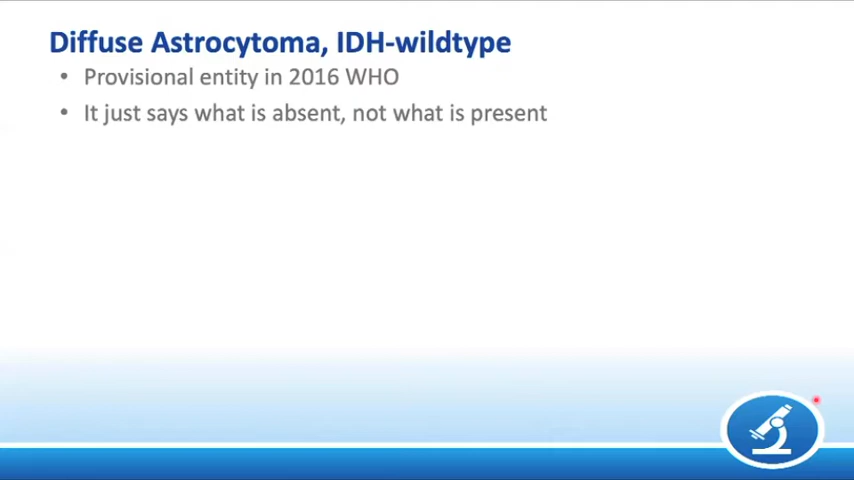 Diffuse Astrocytoma, IDH-wildtype
• Provisional entity in 2016 WHO
• It just says what is absent, not what is present